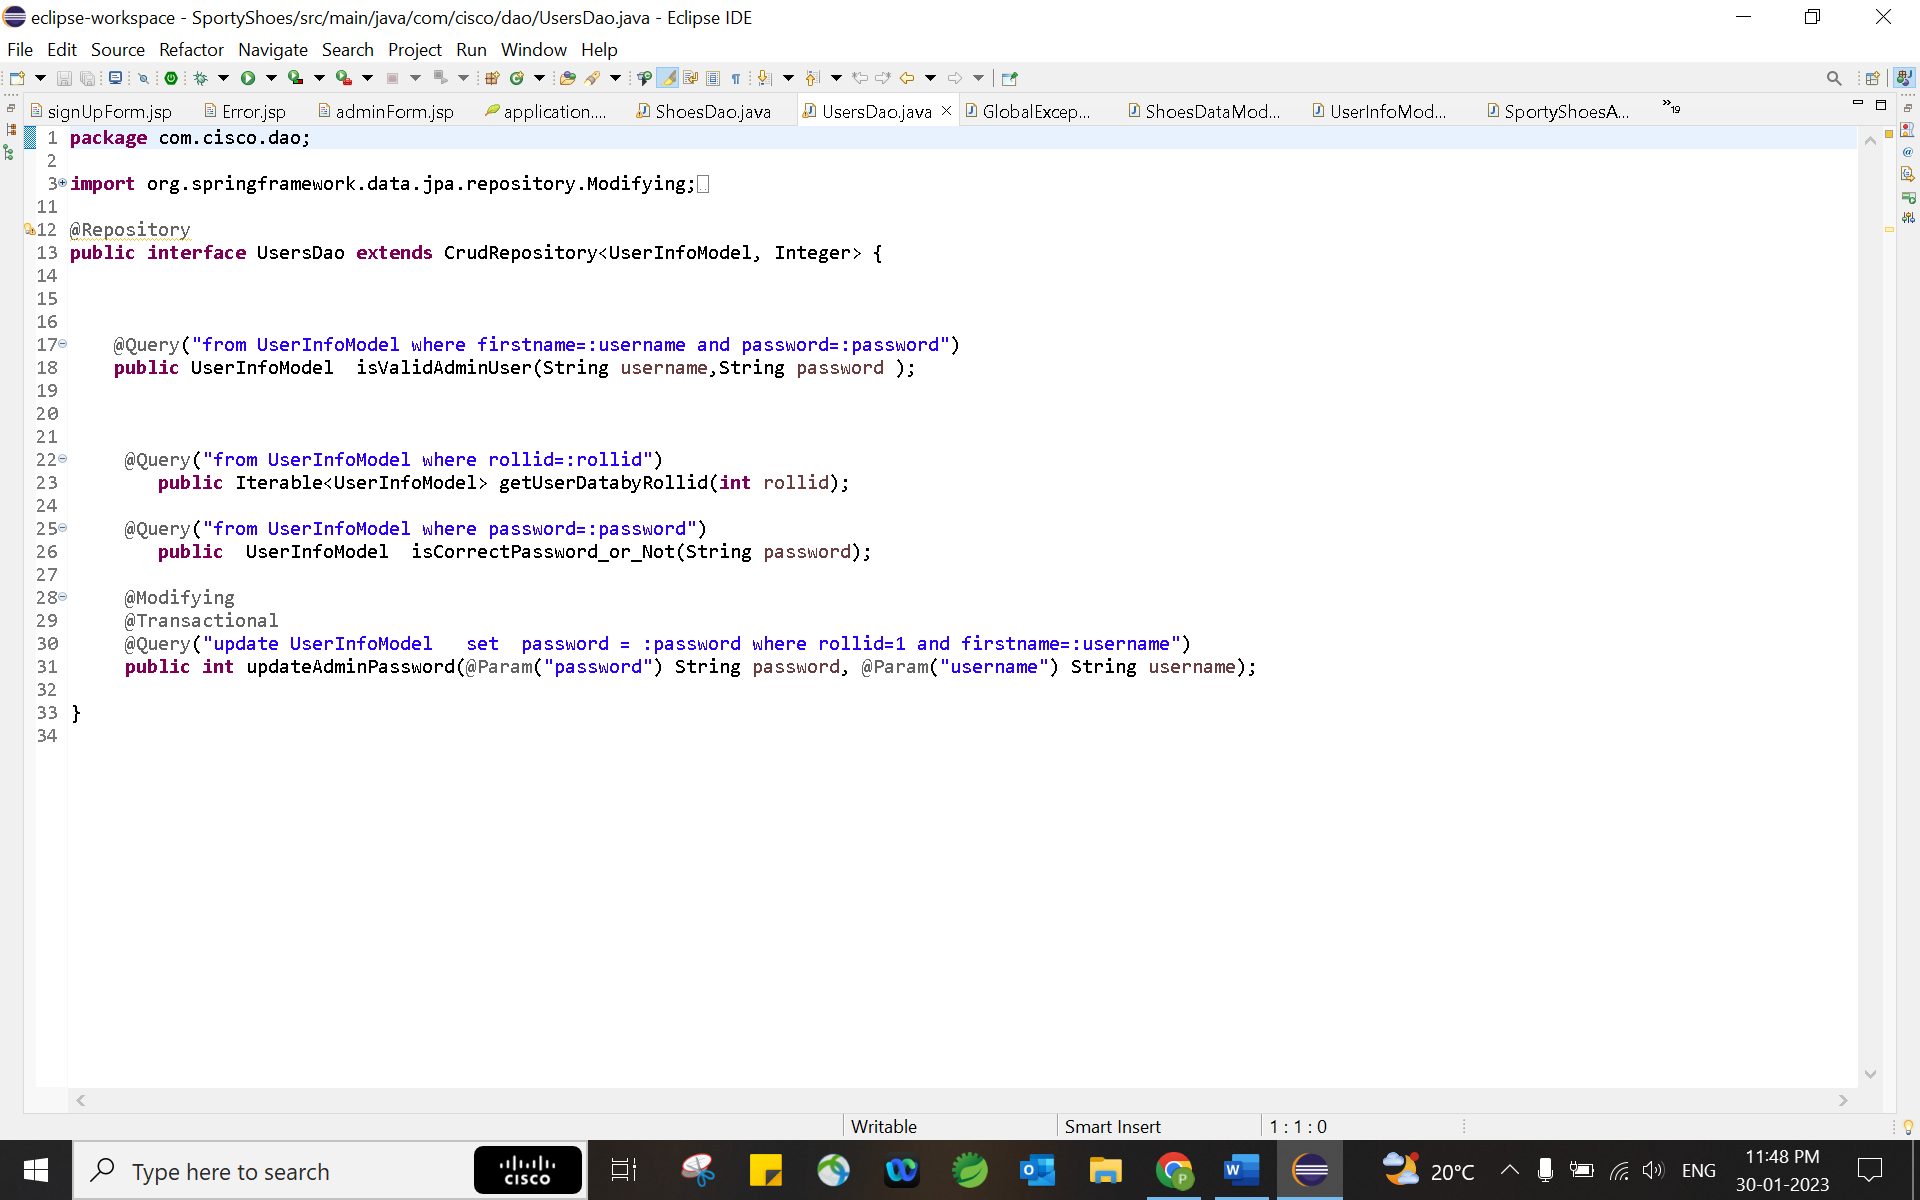 eclipse-workspace - SportyShoes/src/main/java/com/cisco/dao/UsersDao.java - Eclipse IDE
File Edit Source Refactor Navigate Search Project Run Window Help
signUpForm.jsp Error.jsp adminForm.jsp application.... ShoesDao.java UsersDao.java GlobalExcep... ShoesDataMod... UserInfoMod... SportyShoesA... »19
1 package com.cisco.dao;
2
3 import org.springframework.data.jpa.repository.Modifying;
11
12 @Repository
13 public interface UsersDao extends CrudRepository<UserInfoModel, Integer> {
14
15
16
17 @Query("from UserInfoModel where firstname=:username and password=:password")
18 public UserInfoModel  isValidAdminUser(String username,String password );
19
20
21
22 @Query("from UserInfoModel where rollid=:rollid")
23 public Iterable<UserInfoModel> getUserDatabyRollid(int rollid);
24
25 @Query("from UserInfoModel where password=:password")
26 public  UserInfoModel  isCorrectPassword_or_Not(String password);
27
28 @Modifying
29 @Transactional
30 @Query("update UserInfoModel   set  password = :password where rollid=1 and firstname=:username")
31 public int updateAdminPassword(@Param("password") String password, @Param("username") String username);
32
33 }
34
Writable Smart Insert 1 : 1 : 0
Type here to search cisco 20°C ENG 11:48 PM
30-01-2023